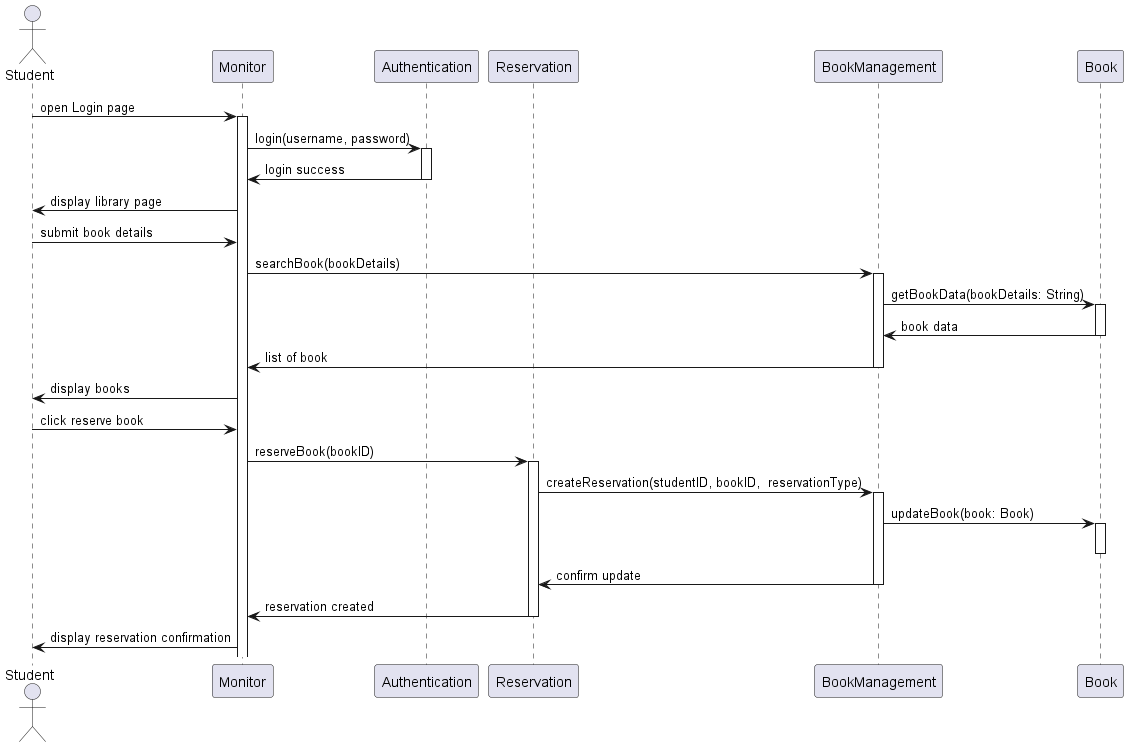 Student
Monitor
Authentication
Reservation
BookManagement
Book
open Login page
login(username, password)
login success
display library page
submit book details
searchBook(bookDetails)
getBookData(bookDetails: String)
book data
list of book
display books
click reserve book
reserveBook(bookID)
createReservation(studentID, bookID,  reservationType)
updateBook(book: Book)
confirm update
reservation created
display reservation confirmation
Student
Monitor
Authentication
Reservation
BookManagement
Book